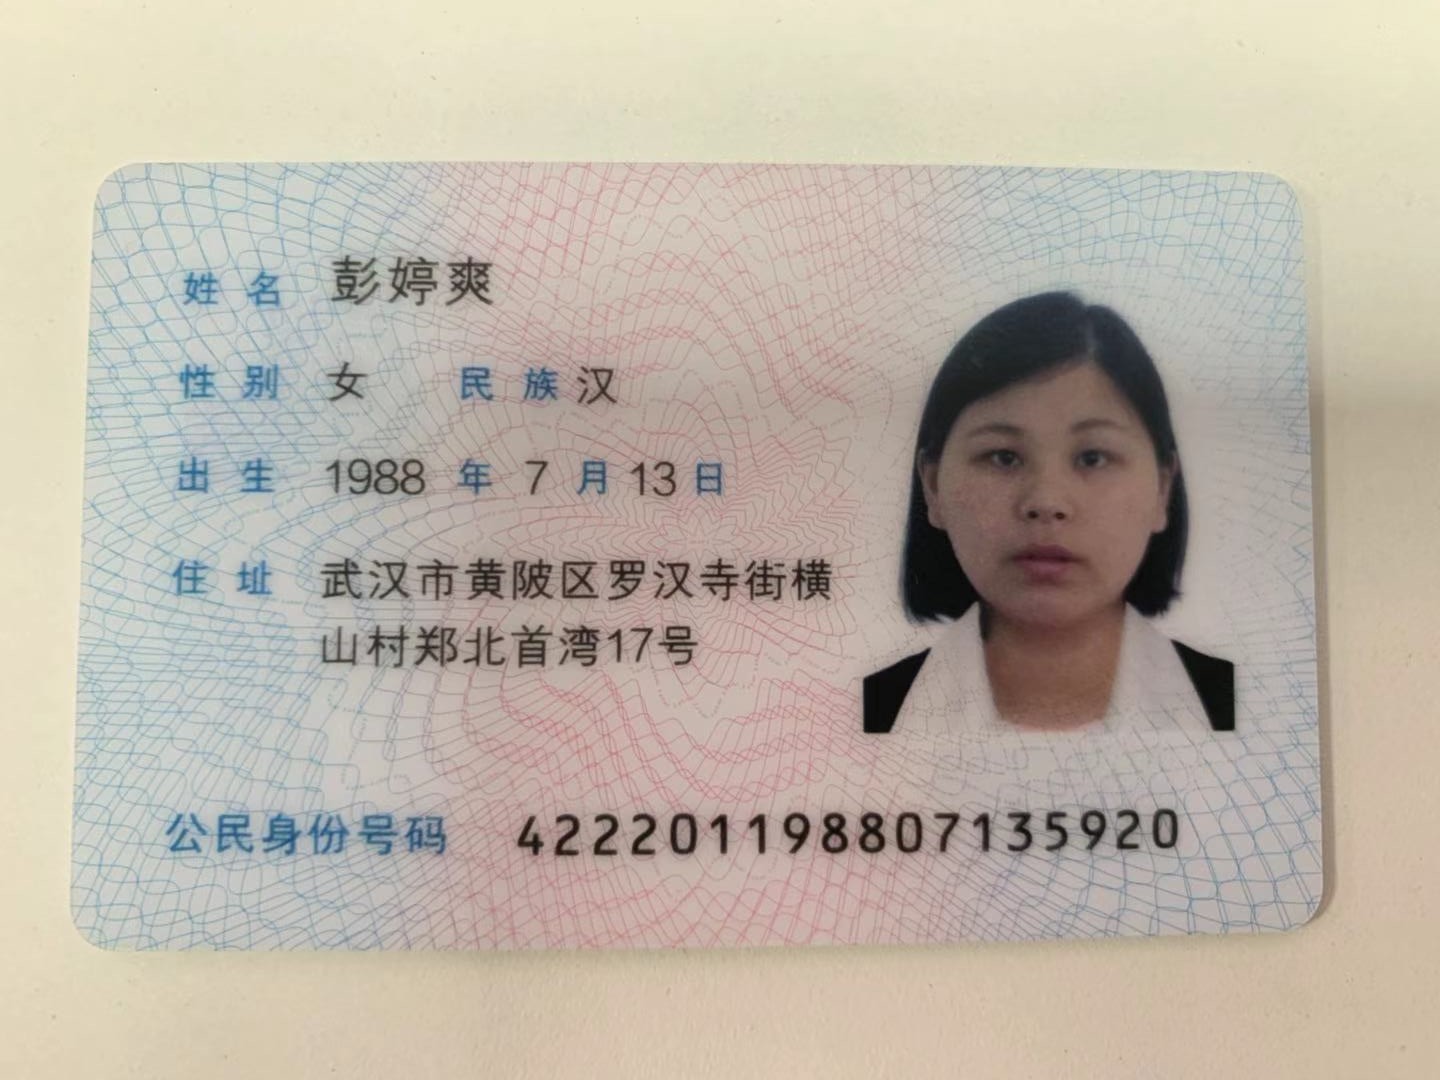 姓名 彭婷爽
性别 女 民族 汉
出生 1988 年 7 月 13 日
住址 武汉市黄陂区罗汉寺街横
山村郑北首湾17号
公民身份号码 422201198807135920